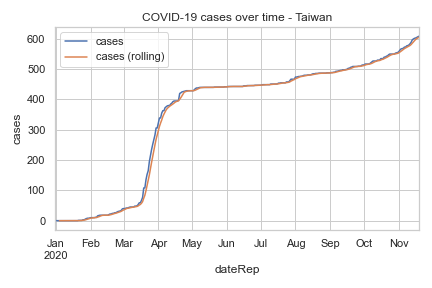 COVID-19 cases over time - Taiwan
cases
cases (rolling)
600
500
400
300
200
100
0
cases
Jan Feb Mar Apr May Jun Jul Aug Sep Oct Nov
2020
dateRep